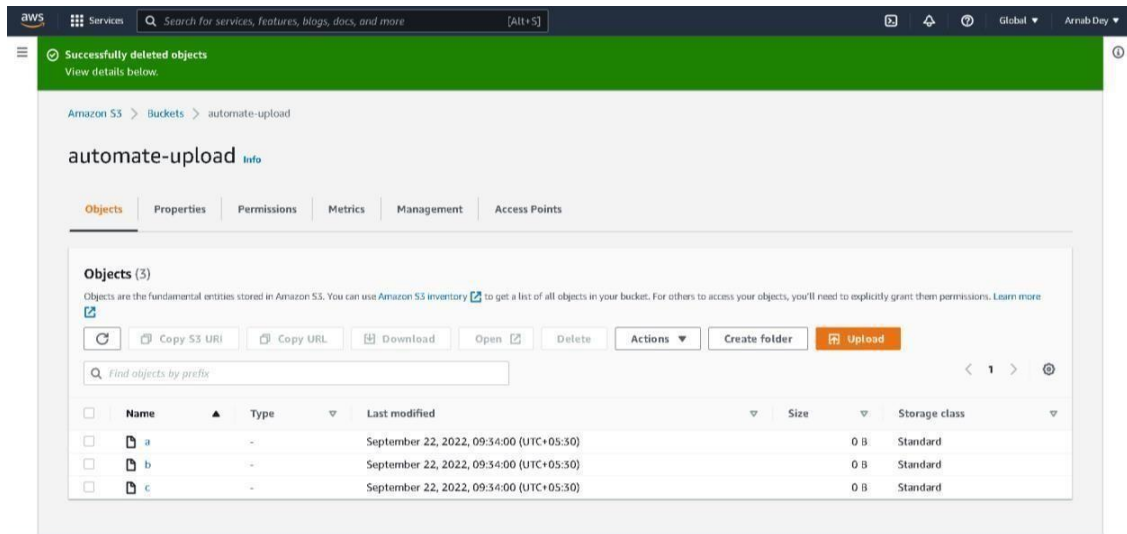 aws Services Search for services, features, blogs, docs, and more [Alt+S] Global Arnab Dey
Successfully deleted objects
View details below.
Amazon S3 > Buckets > automate-upload
automate-upload Info
Objects Properties Permissions Metrics Management Access Points
Objects (3)
Objects are the fundamental entities stored in Amazon S3. You can use Amazon S3 inventory to get a list of all objects in your bucket. For others to access your objects, you'll need to explicitly grant them permissions. Learn more
Copy S3 URI Copy URL Download Open Delete Actions Create folder Upload
Find objects by prefix < 1 >
Name Type Last modified Size Storage class
a - September 22, 2022, 09:34:00 (UTC+05:30) 0 B Standard
b - September 22, 2022, 09:34:00 (UTC+05:30) 0 B Standard
c - September 22, 2022, 09:34:00 (UTC+05:30) 0 B Standard